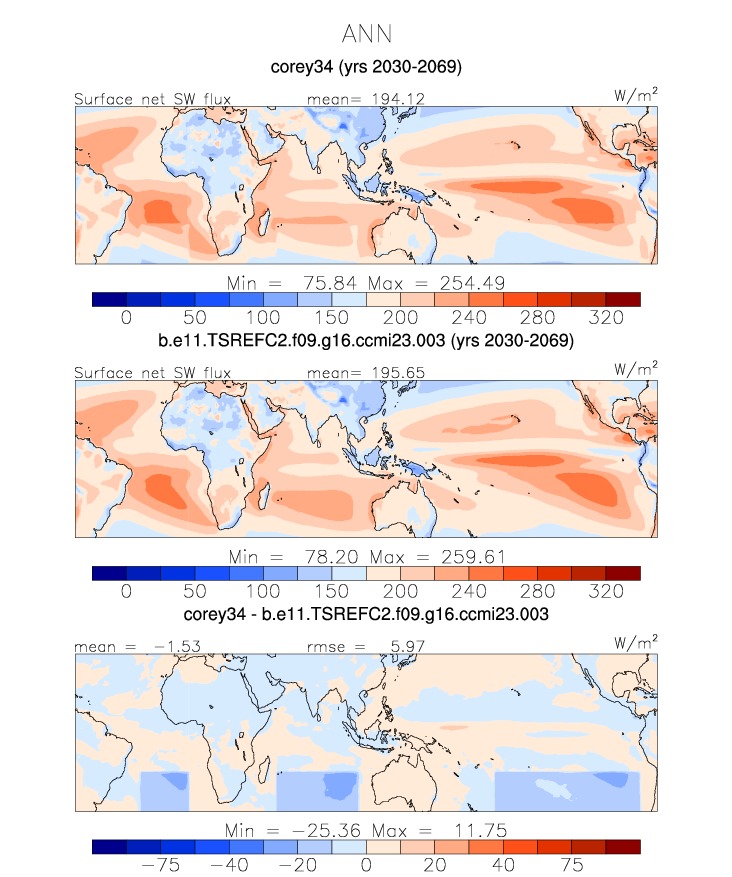 ANN
corey34 (yrs 2030-2069)
Surface net SW flux mean= 194.12 W/m²
Min = 75.84 Max = 254.49
0 50 100 150 200 240 280 320
b.e11.TSREFC2.f09.g16.ccmi23.003 (yrs 2030-2069)
Surface net SW flux mean= 195.65 W/m²
Min = 78.20 Max = 259.61
0 50 100 150 200 240 280 320
corey34 - b.e11.TSREFC2.f09.g16.ccmi23.003
mean = −1.53 rmse = 5.97 W/m²
Min = −25.36 Max = 11.75
−75 −40 −20 0 20 40 75